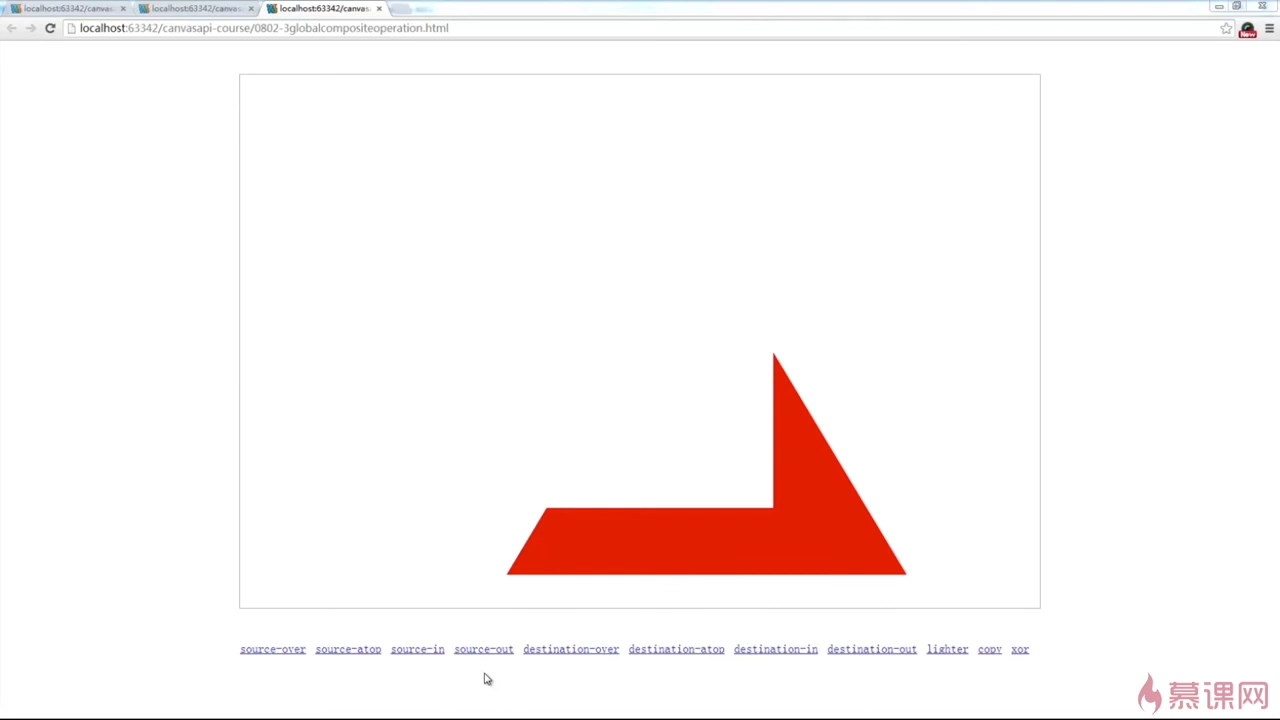 localhost:63342/canvas. localhost:63342/canvas. localhost:63342/canvas.
localhost:63342/canvasapi-course/0802-3globalcompositeoperation.html
New
source-over source-atop source-in source-out destination-over destination-atop destination-in destination-out lighter copy xor
慕课网